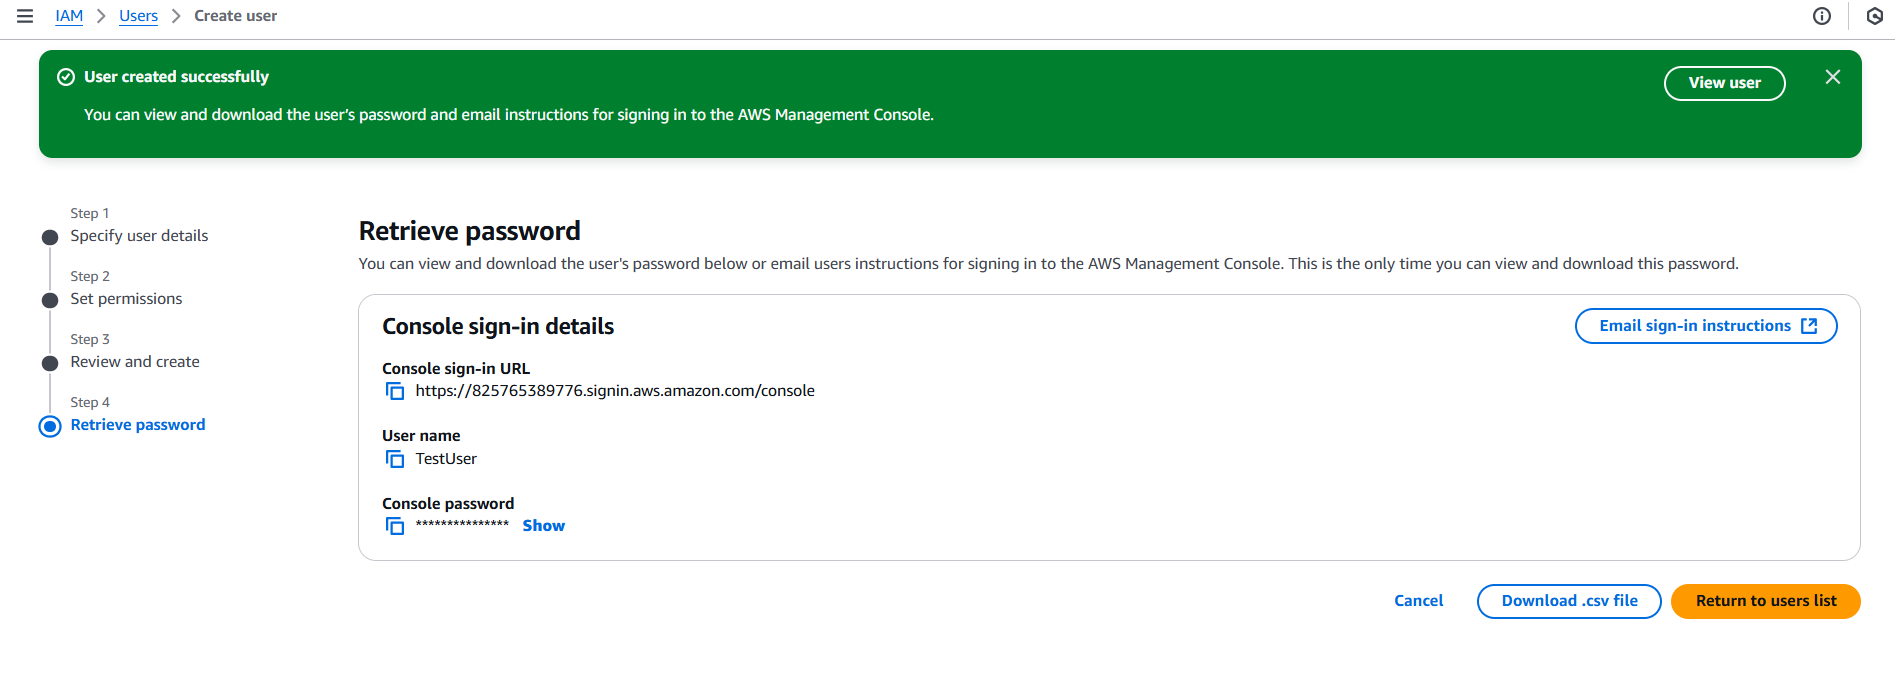 IAM > Users > Create user
User created successfully
View user
You can view and download the user's password and email instructions for signing in to the AWS Management Console.
Step 1
Specify user details
Step 2
Set permissions
Step 3
Review and create
Step 4
Retrieve password
Retrieve password
You can view and download the user's password below or email users instructions for signing in to the AWS Management Console. This is the only time you can view and download this password.
Console sign-in details
Email sign-in instructions
Console sign-in URL
https://825765389776.signin.aws.amazon.com/console
User name
TestUser
Console password
*************** Show
Cancel
Download .csv file
Return to users list